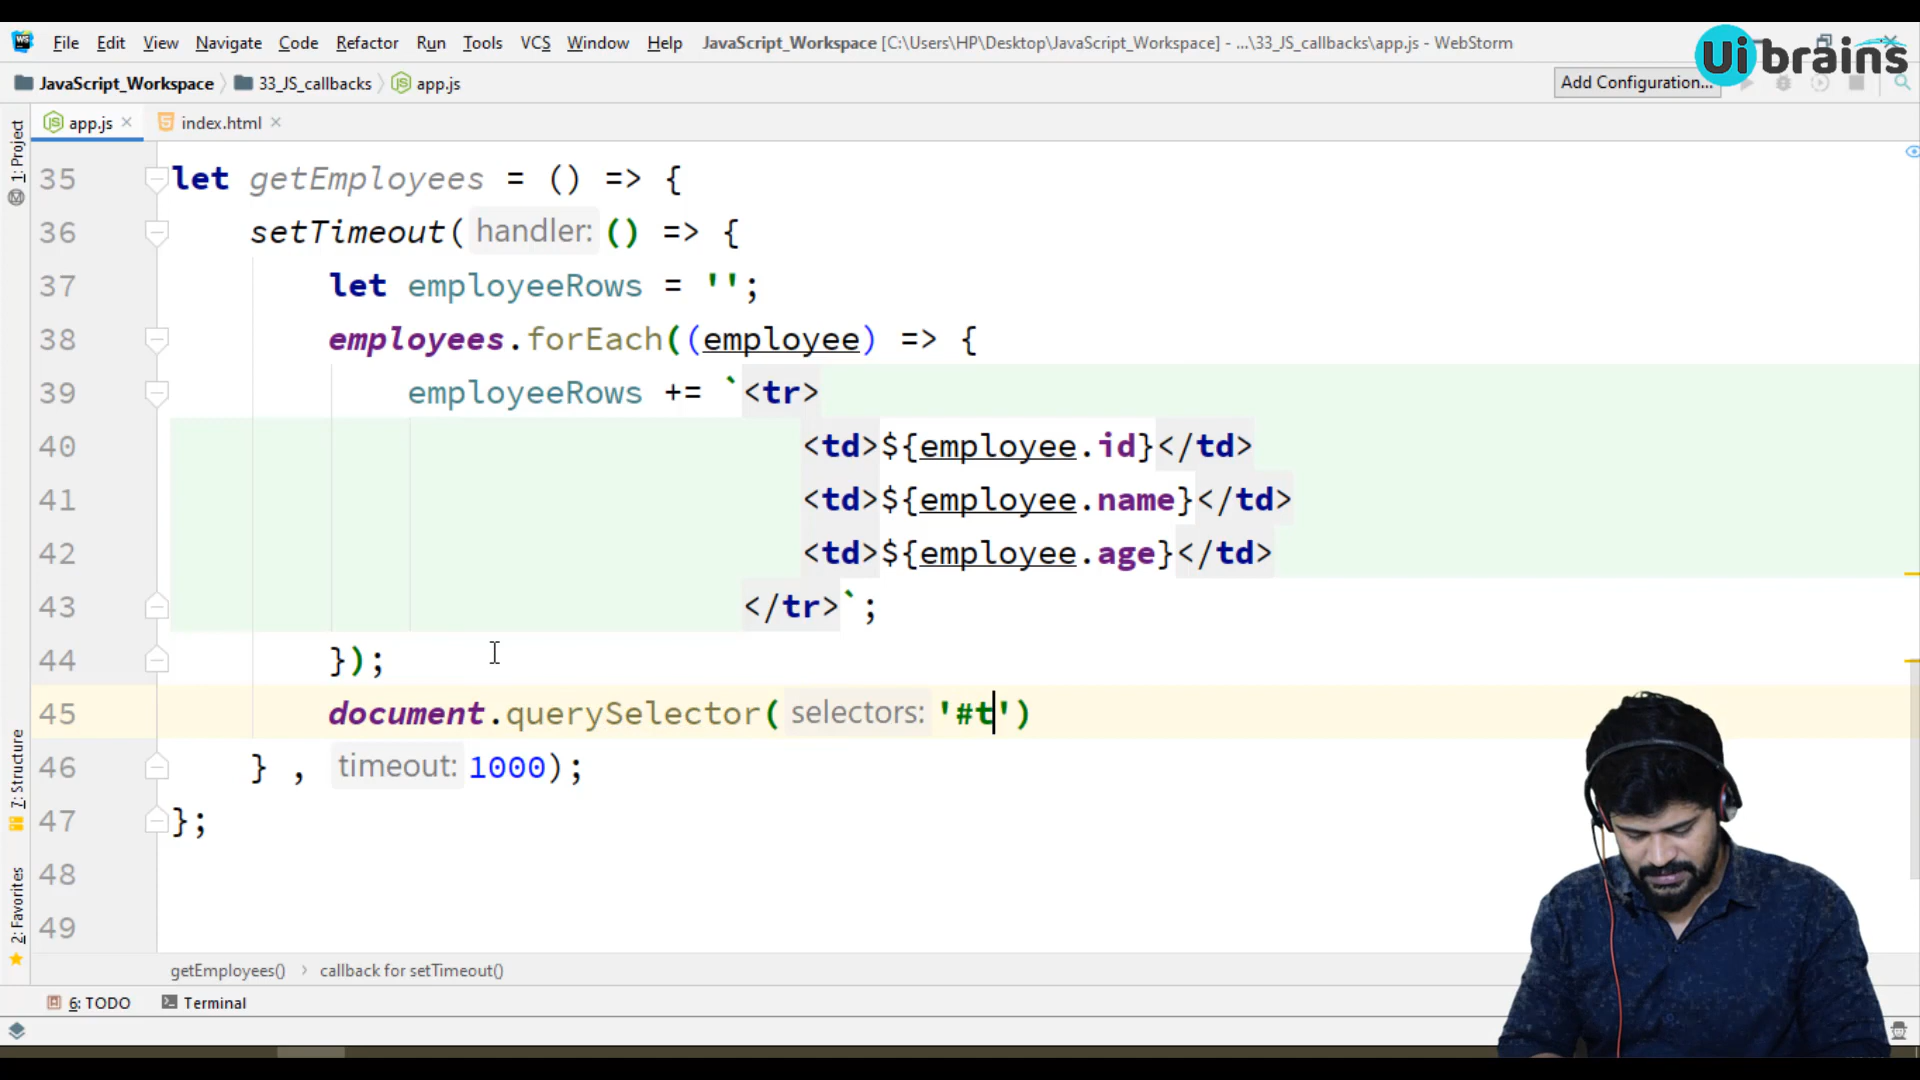 File Edit View Navigate Code Refactor Run Tools VCS Window Help JavaScript_Workspace [C:\Users\HP\Desktop\JavaScript_Workspace] - ...\33_JS_callbacks\app.js - WebStorm
Ui brains
JavaScript_Workspace 33_JS_callbacks app.js Add Configuration...
app.js index.html
1: Project
7: Structure
2: Favorites
35 let getEmployees = () => {
36 setTimeout( handler: () => {
37 let employeeRows = '';
38 employees.forEach((employee) => {
39 employeeRows += `<tr>
40 <td>${employee.id}</td>
41 <td>${employee.name}</td>
42 <td>${employee.age}</td>
43 </tr>`;
44 });
45 document.querySelector( selectors: '#t')
46 } , timeout: 1000);
47 };
48
49
getEmployees() callback for setTimeout()
6: TODO Terminal